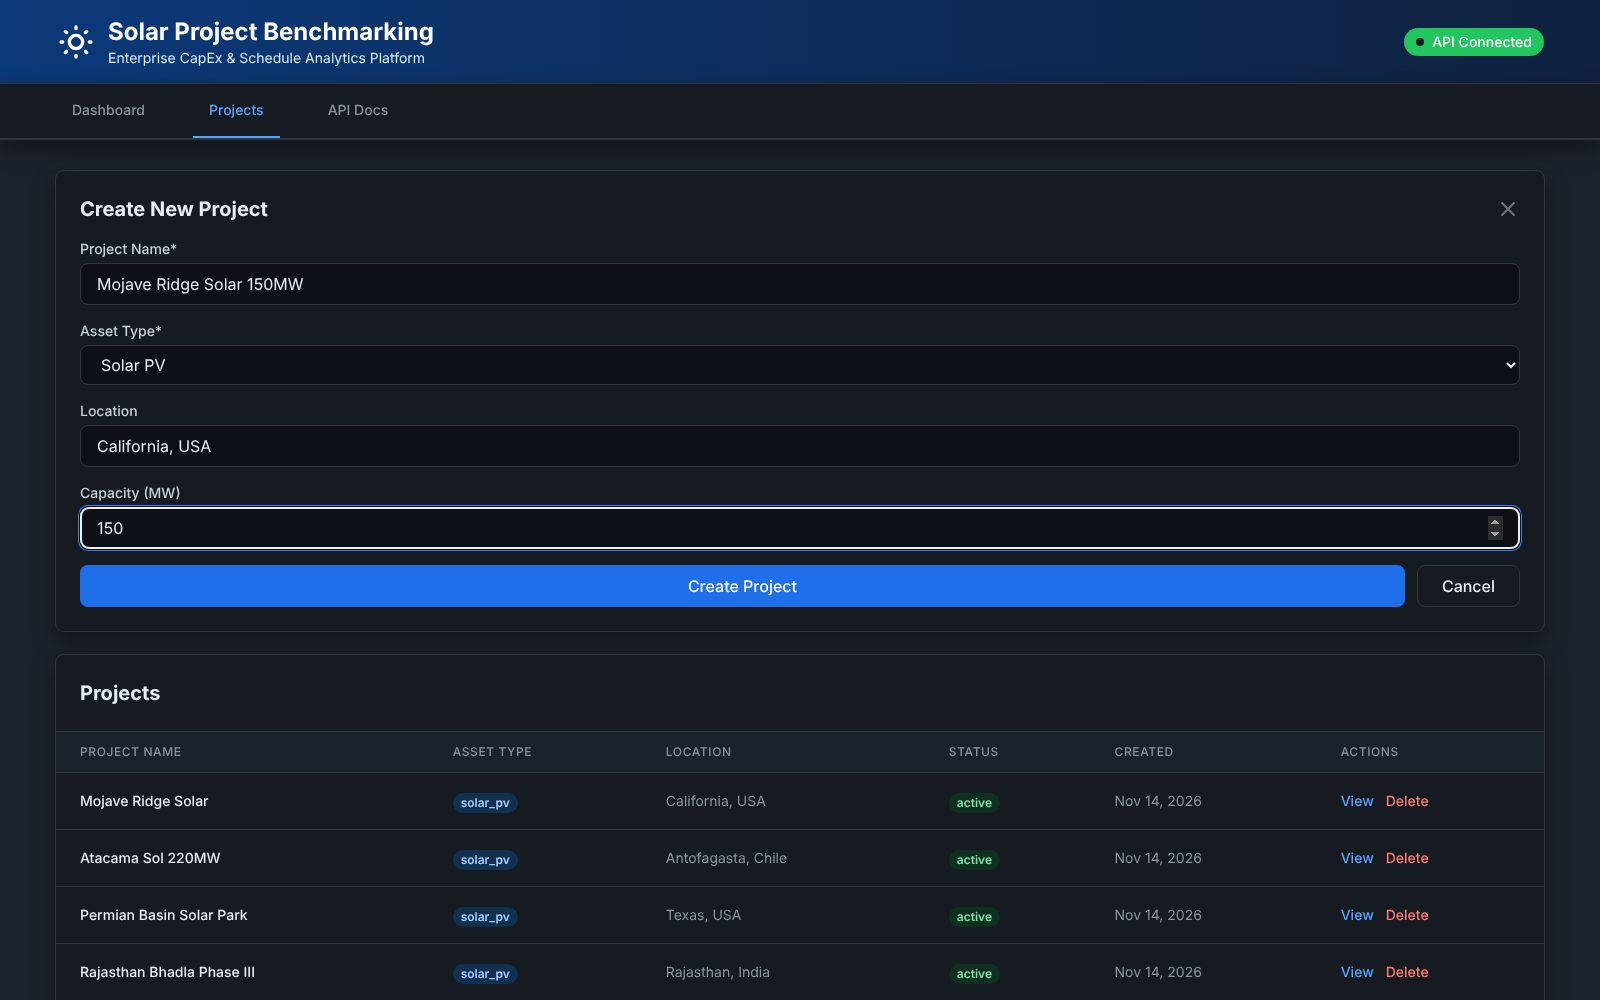 Solar Project Benchmarking
Enterprise CapEx & Schedule Analytics Platform
API Connected
Dashboard Projects API Docs
Create New Project
Project Name*
Mojave Ridge Solar 150MW
Asset Type*
Solar PV
Location
California, USA
Capacity (MW)
150
Create Project Cancel
Projects
PROJECT NAME ASSET TYPE LOCATION STATUS CREATED ACTIONS
Mojave Ridge Solar solar_pv California, USA active Nov 14, 2026 View Delete
Atacama Sol 220MW solar_pv Antofagasta, Chile active Nov 14, 2026 View Delete
Permian Basin Solar Park solar_pv Texas, USA active Nov 14, 2026 View Delete
Rajasthan Bhadla Phase III solar_pv Rajasthan, India active Nov 14, 2026 View Delete